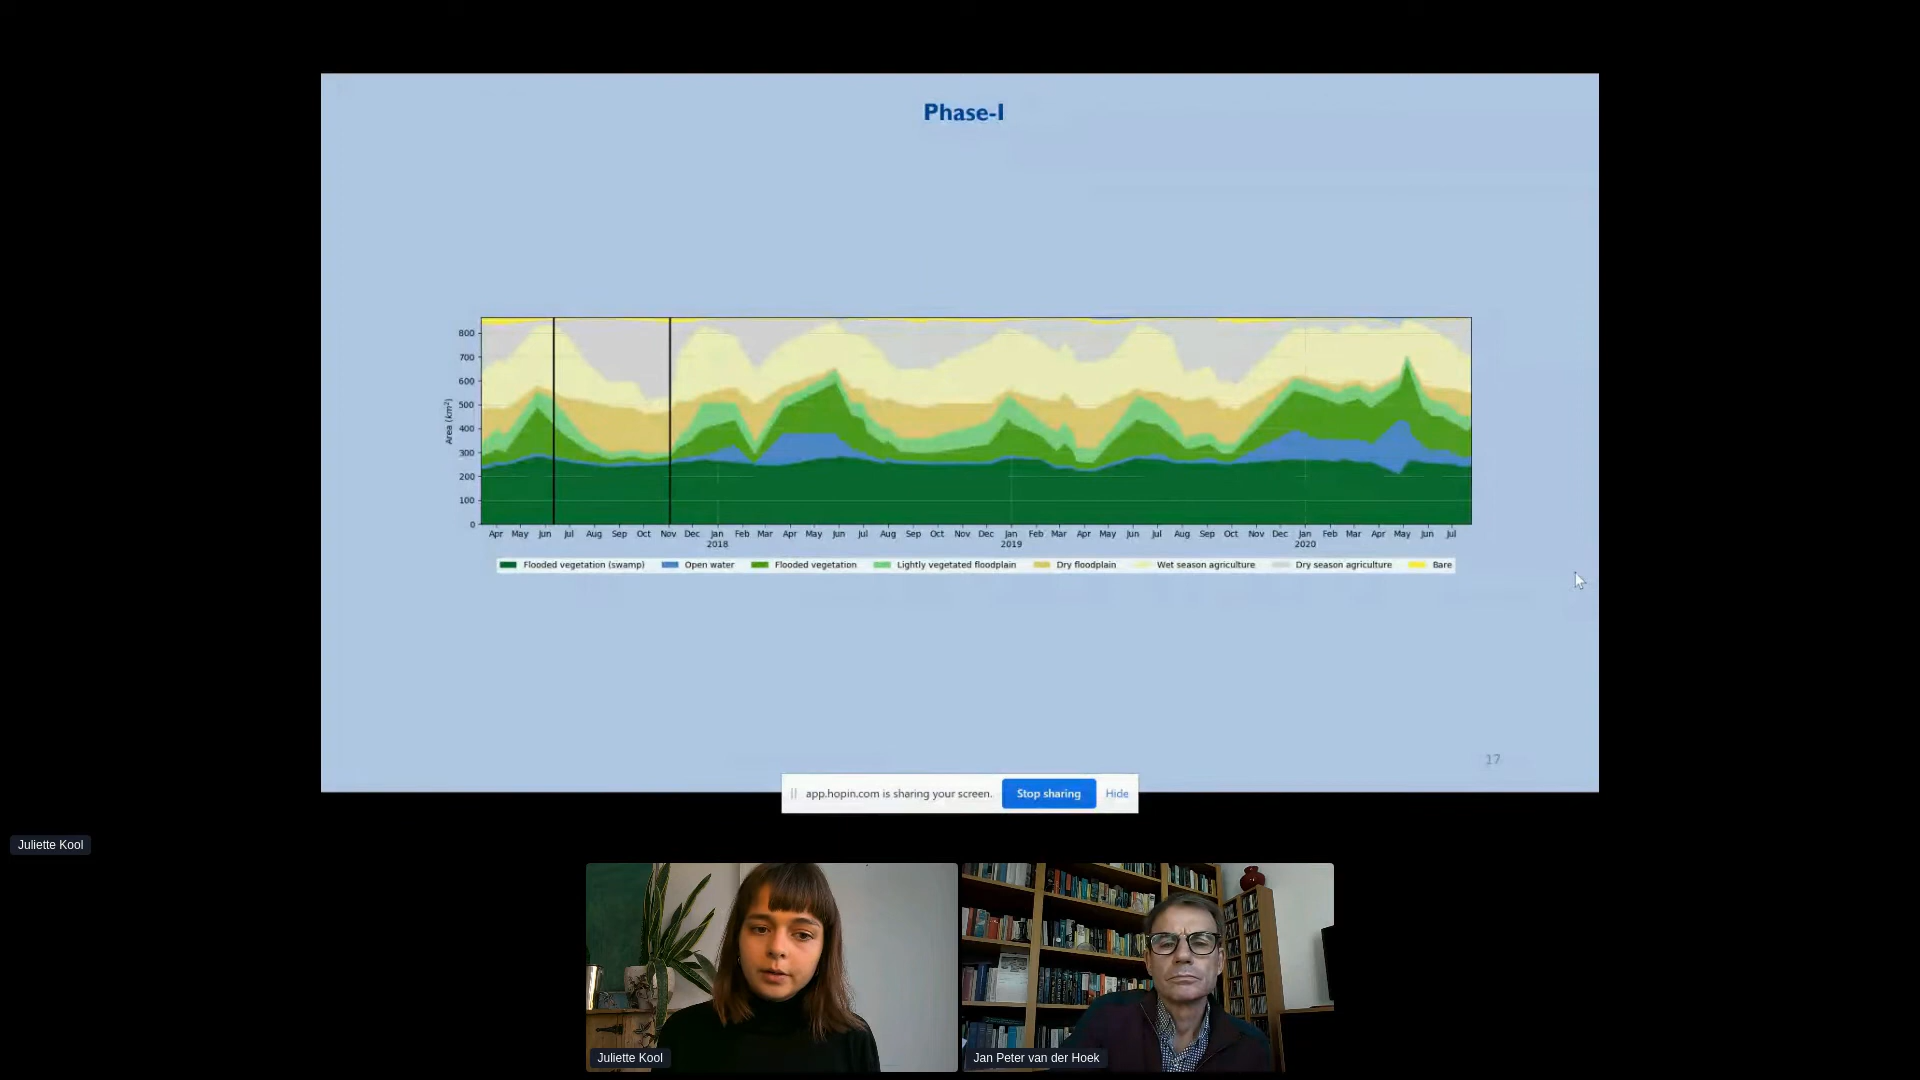 Phase-I
800
700
600
500
400
300
200
100
0
Area (km²)
Apr May Jun Jul Aug Sep Oct Nov Dec Jan Feb Mar Apr May Jun Jul Aug Sep Oct Nov Dec Jan Feb Mar Apr May Jun Jul Aug Sep Oct Nov Dec Jan Feb Mar Apr May Jun Jul
2018 2019 2020
Flooded vegetation (swamp) Open water Flooded vegetation Lightly vegetated floodplain Dry floodplain Wet season agriculture Dry season agriculture Bare
17
app.hopin.com is sharing your screen. Stop sharing Hide
Juliette Kool
Juliette Kool
Jan Peter van der Hoek